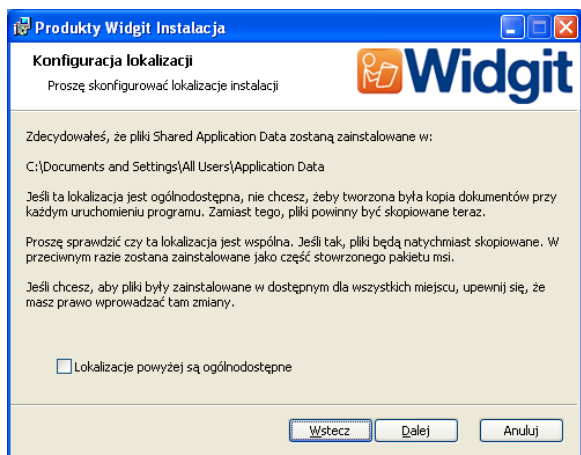 Produkty Widgit Instalacja
Konfiguracja lokalizacji
Proszę skonfigurować lokalizacje instalacji
Widgit
Zdecydowałeś, że pliki Shared Application Data zostaną zainstalowane w:
C:\Documents and Settings\All Users\Application Data
Jeśli ta lokalizacja jest ogólnodostępna, nie chcesz, żeby tworzona była kopia dokumentów przy
każdym uruchomieniu programu. Zamiast tego, pliki powinny być skopiowane teraz.
Proszę sprawdzić czy ta lokalizacja jest wspólna. Jeśli tak, pliki będą natychmiast skopiowane. W
przeciwnym razie zostana zainstalowane jako część stowrzonego pakietu msi.
Jeśli chcesz, aby pliki były zainstalowane w dostępnym dla wszystkich miejscu, upewnij się, że
masz prawo wprowadzać tam zmiany.
Lokalizacje powyżej są ogólnodostępne
Wstecz Dalej Anuluj